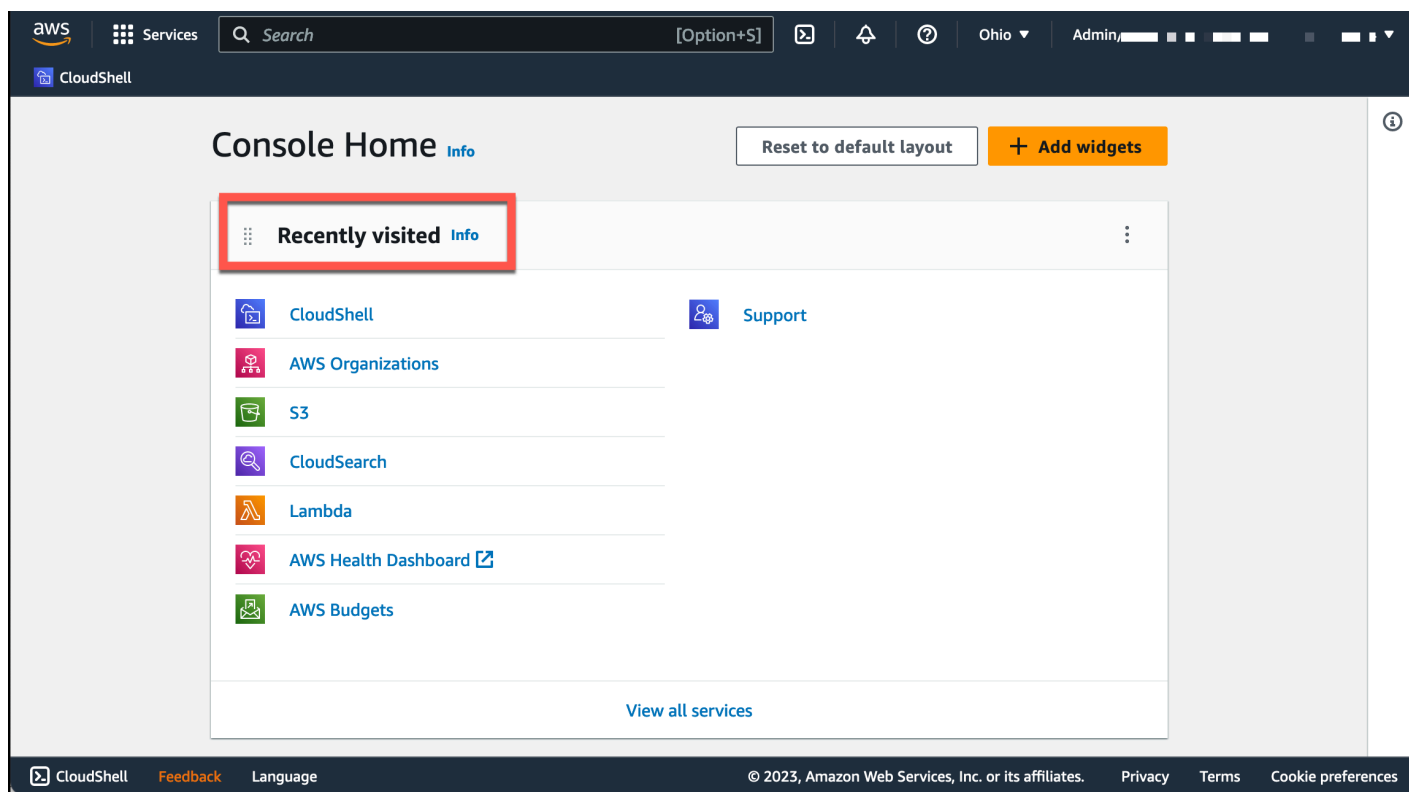 aws Services Search [Option+S] Ohio Admin/
CloudShell
Console Home Info Reset to default layout + Add widgets
Recently visited Info
CloudShell Support
AWS Organizations
S3
CloudSearch
Lambda
AWS Health Dashboard
AWS Budgets
View all services
CloudShell Feedback Language © 2023, Amazon Web Services, Inc. or its affiliates. Privacy Terms Cookie preferences